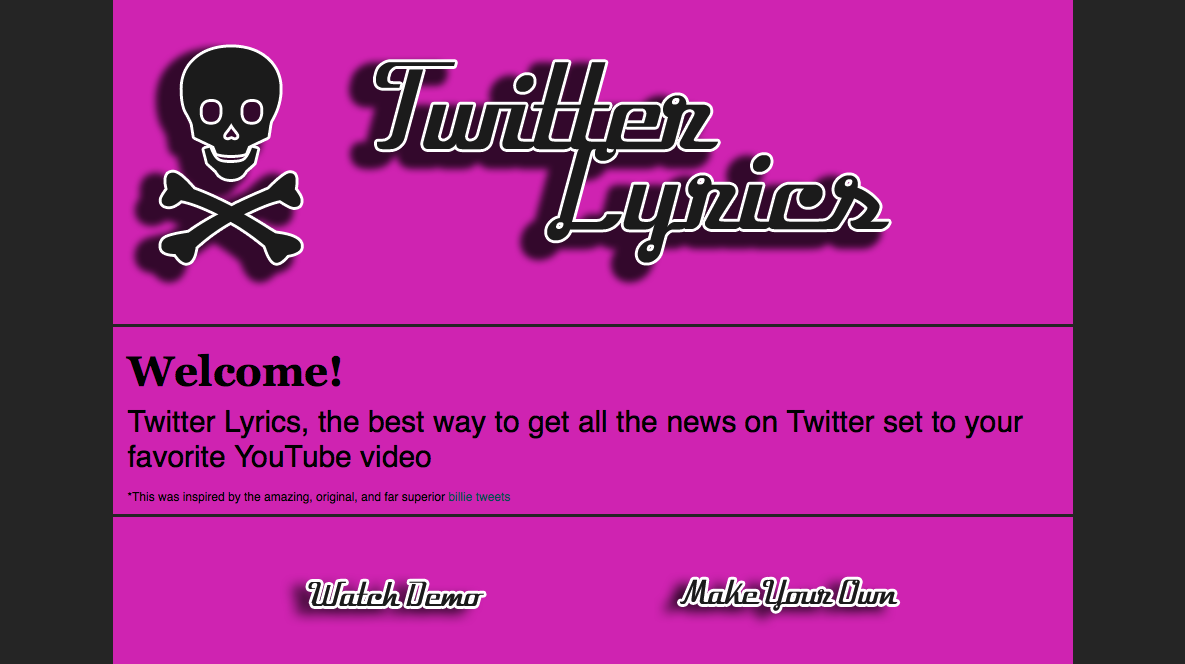 Twitter
Lyrics
Welcome!
Twitter Lyrics, the best way to get all the news on Twitter set to your
favorite YouTube video
*This was inspired by the amazing, original, and far superior billie tweets
Watch Demo
Make Your Own